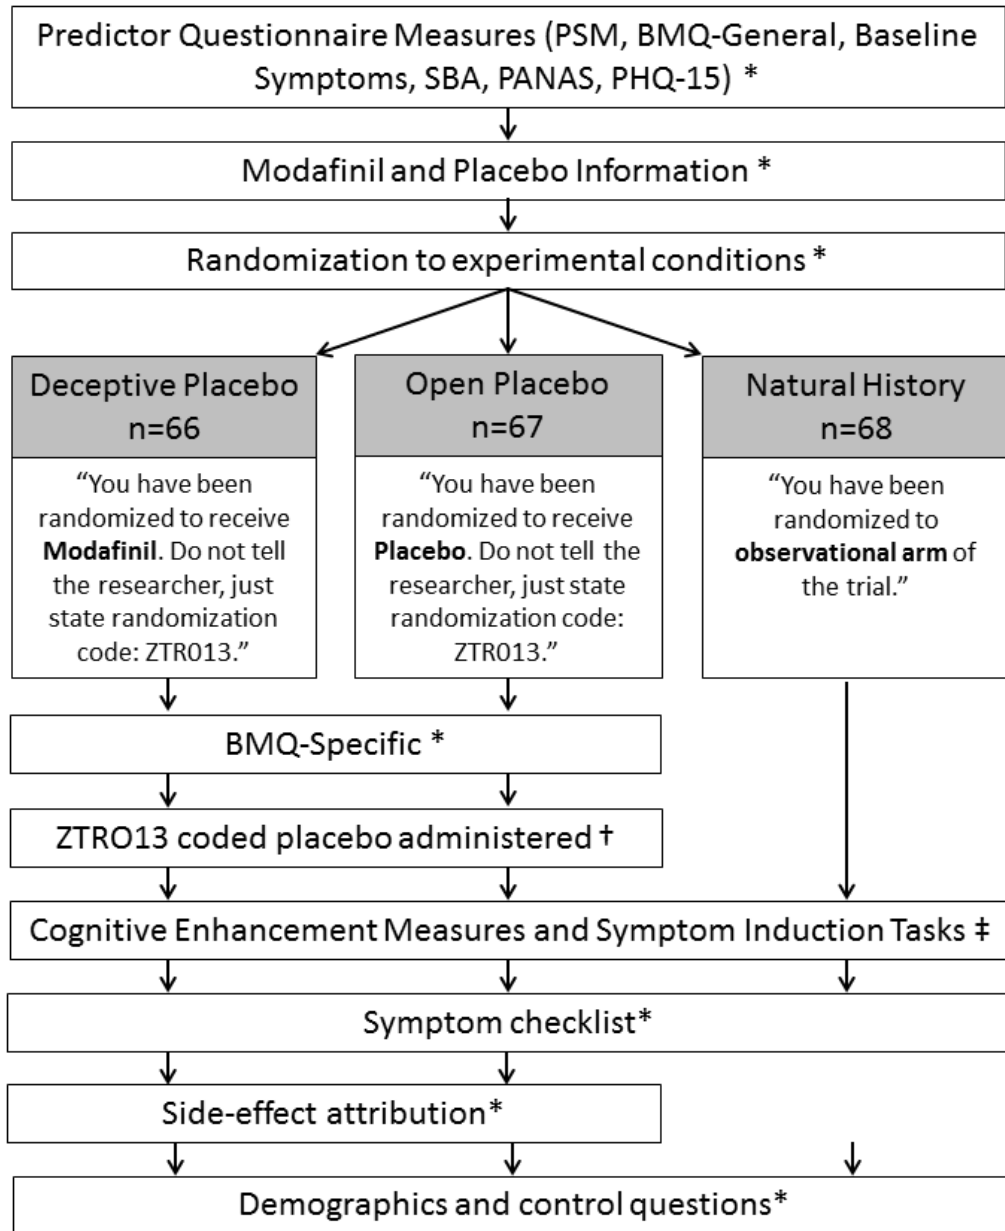 Predictor Questionnaire Measures (PSM, BMQ-General, Baseline
Symptoms, SBA, PANAS, PHQ-15) *
Modafinil and Placebo Information *
Randomization to experimental conditions *
Deceptive Placebo
n=66
“You have been
randomized to receive
Modafinil. Do not tell
the researcher, just
state randomization
code: ZTR013.”
Open Placebo
n=67
“You have been
randomized to receive
Placebo. Do not tell the
researcher, just state
randomization code:
ZTR013.”
Natural History
n=68
“You have been
randomized to
observational arm of
the trial.”
BMQ-Specific *
ZTRO13 coded placebo administered †
Cognitive Enhancement Measures and Symptom Induction Tasks ‡
Symptom checklist*
Side-effect attribution*
Demographics and control questions*